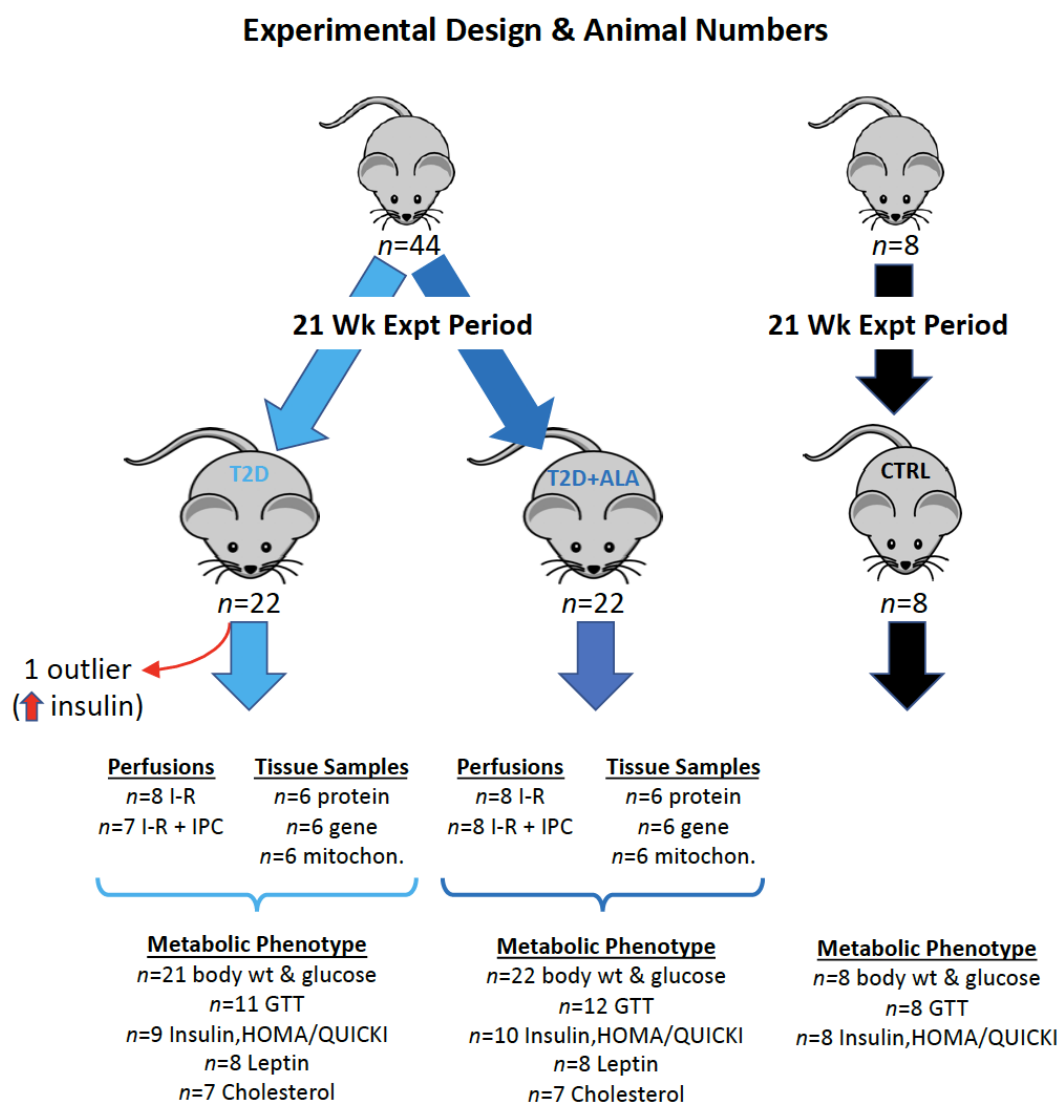 Experimental Design & Animal Numbers
n=44
n=8
21 Wk Expt Period
21 Wk Expt Period
T2D
T2D+ALA
CTRL
n=22
n=22
n=8
1 outlier
( insulin)
Perfusions
n=8 I-R
n=7 I-R + IPC
Tissue Samples
n=6 protein
n=6 gene
n=6 mitochon.
Perfusions
n=8 I-R
n=8 I-R + IPC
Tissue Samples
n=6 protein
n=6 gene
n=6 mitochon.
Metabolic Phenotype
n=21 body wt & glucose
n=11 GTT
n=9 Insulin,HOMA/QUICKI
n=8 Leptin
n=7 Cholesterol
Metabolic Phenotype
n=22 body wt & glucose
n=12 GTT
n=10 Insulin,HOMA/QUICKI
n=8 Leptin
n=7 Cholesterol
Metabolic Phenotype
n=8 body wt & glucose
n=8 GTT
n=8 Insulin,HOMA/QUICKI